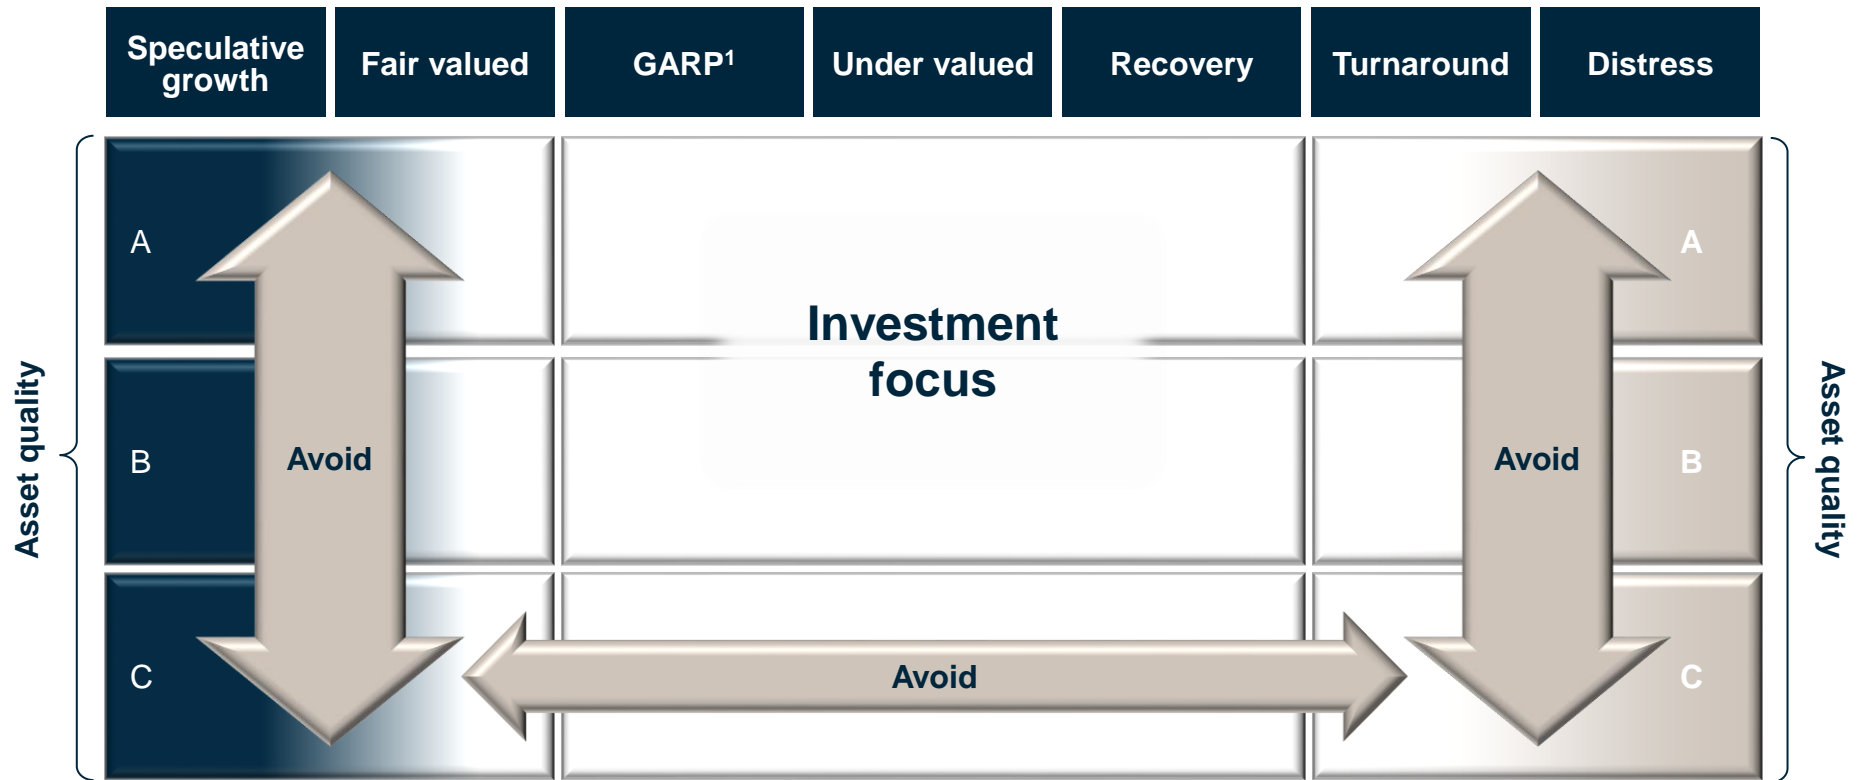 Speculative
growth
Fair valued
GARP¹
Under valued
Recovery
Turnaround
Distress
Asset quality
A
Investment
focus
A
B
Avoid
Avoid
B
C
Avoid
C
Asset quality